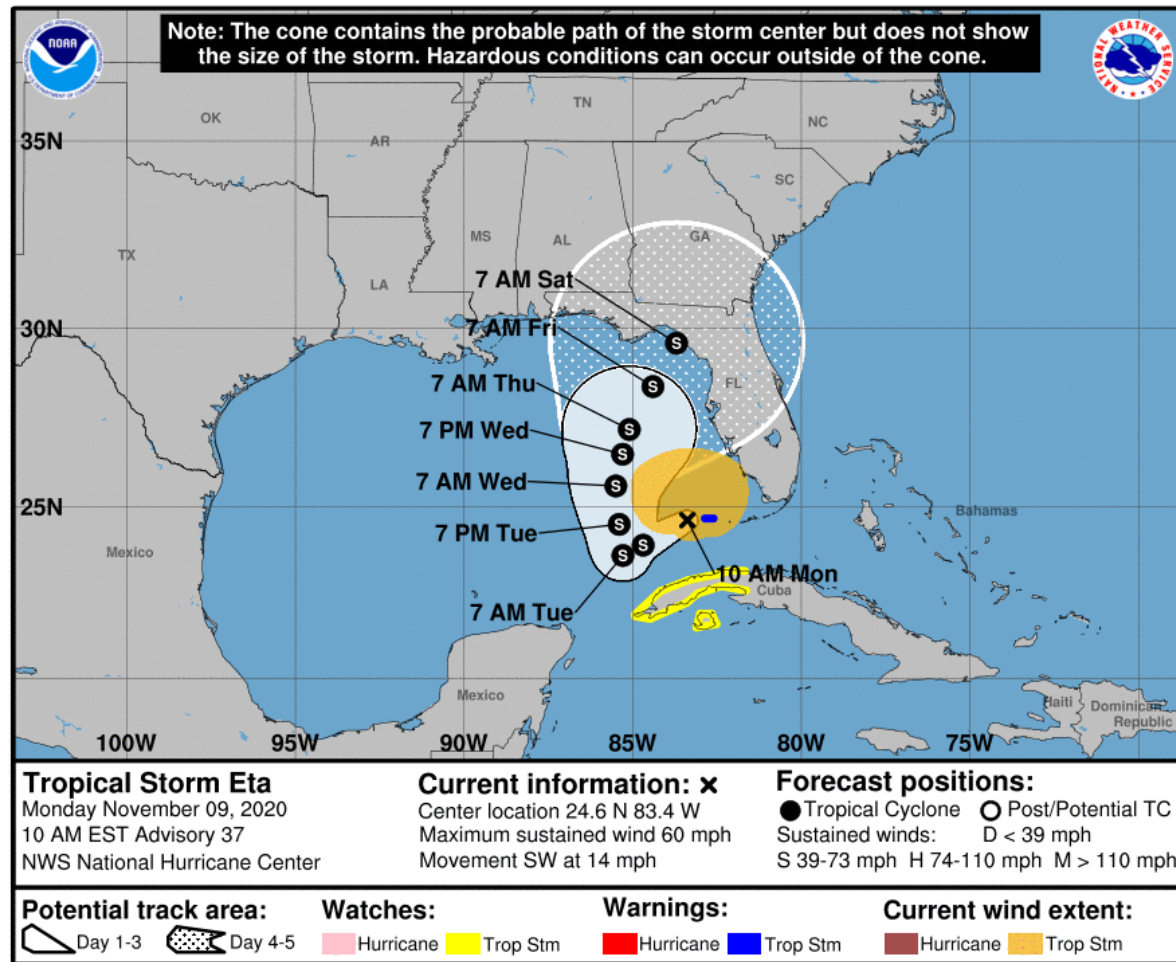 Note: The cone contains the probable path of the storm center but does not show
the size of the storm. Hazardous conditions can occur outside of the cone.
NOAA
NATIONAL WEATHER SERVICE
OK
TN
NC
AR
35N
SC
MS
AL
GA
TX
LA
7 AM Sat
30N
7 AM Fri
7 AM Thu
FL
7 PM Wed
7 AM Wed
25N
Bahamas
7 PM Tue
Mexico
10 AM Mon
Cuba
7 AM Tue
Mexico
Haiti
Dominican
Republic
100W 95W 90W 85W 80W 75W
S
S
S
S
S
S
S
S
Tropical Storm Eta
Monday November 09, 2020
10 AM EST Advisory 37
NWS National Hurricane Center
Current information:
Center location 24.6 N 83.4 W
Maximum sustained wind 60 mph
Movement SW at 14 mph
Forecast positions:
Tropical Cyclone Post/Potential TC
Sustained winds: D < 39 mph
S 39-73 mph H 74-110 mph M > 110 mph
Potential track area:
Day 1-3 Day 4-5
Watches:
Hurricane Trop Stm
Warnings:
Hurricane Trop Stm
Current wind extent:
Hurricane Trop Stm